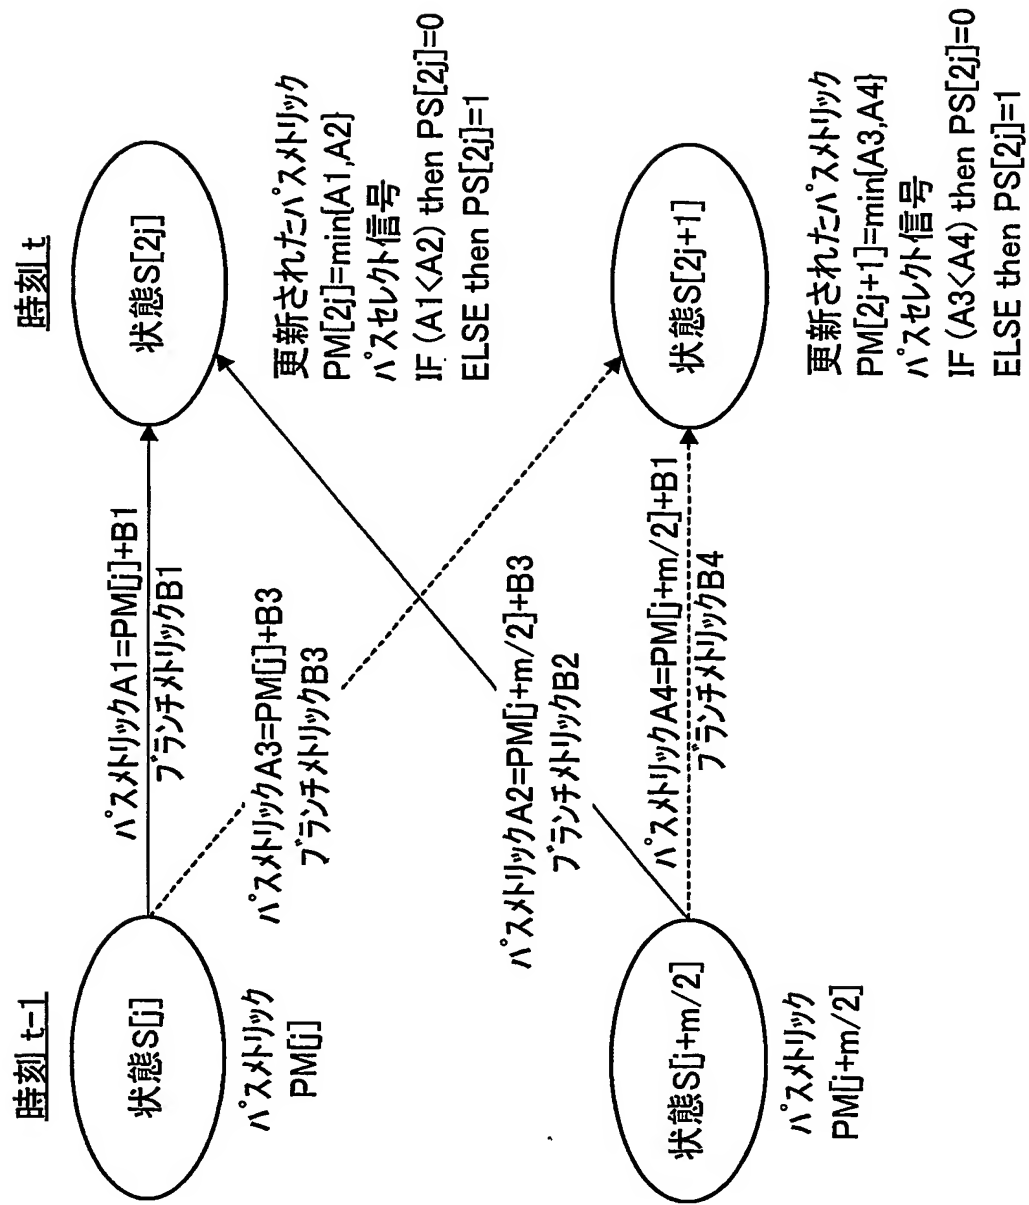 時刻 t-1
時刻 t
状態S[j]
パスメトリック
PM[j]
パスメトリックA1=PM[j]+B1
ブランチメトリックB1
パスメトリックA3=PM[j]+B3
ブランチメトリックB3
状態S[2j]
更新されたパスメトリック
PM[2j]=min{A1,A2}
パスセレクト信号
IF (A1<A2) then PS[2j]=0
ELSE then PS[2j]=1
パスメトリックA2=PM[j+m/2]+B3
ブランチメトリックB2
パスメトリックA4=PM[j+m/2]+B1
ブランチメトリックB4
状態S[j+m/2]
パスメトリック
PM[j+m/2]
状態S[2j+1]
更新されたパスメトリック
PM[2j+1]=min{A3,A4}
パスセレクト信号
IF (A3<A4) then PS[2j]=0
ELSE then PS[2j]=1